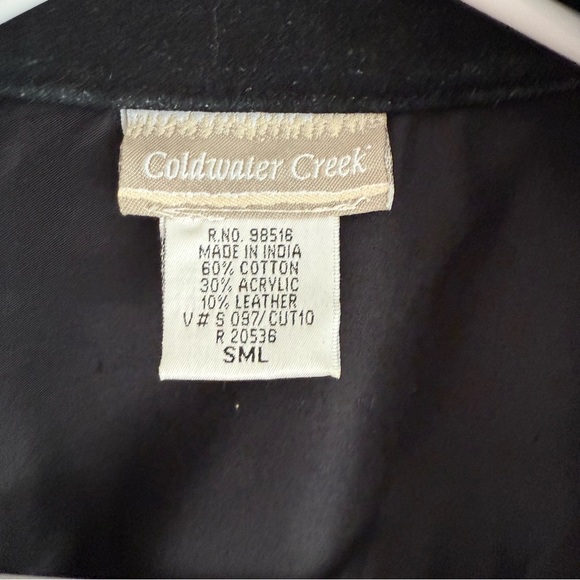 Coldwater Creek
R.NO. 98516
MADE IN INDIA
60% COTTON
30% ACRYLIC
10% LEATHER
V# S 097/CUT10
R 20536
SML